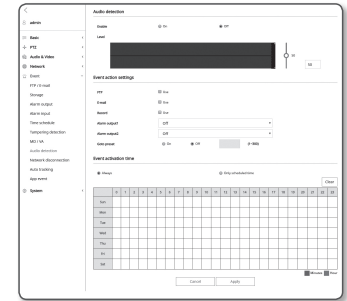 Audio detection
admin
Enable
On
Off
Level
50
50
Basic
PTZ
Audio & Video
Network
Event
FTP / E-mail
Storage
Alarm output
Alarm input
Time schedule
Tampering detection
MD / VA
Audio detection
Network disconnection
Auto tracking
App event
System
Event action settings
FTP
Use
E-mail
Use
Record
Use
Alarm output1
Off
Alarm output2
Off
Goto preset
On
Off
(1~300)
Event activation time
Always
Only scheduled time
Clear
0 1 2 3 4 5 6 7 8 9 10 11 12 13 14 15 16 17 18 19 20 21 22 23
Sun
Mon
Tue
Wed
Thu
Fri
Sat
Minutes
Hour
Cancel
Apply